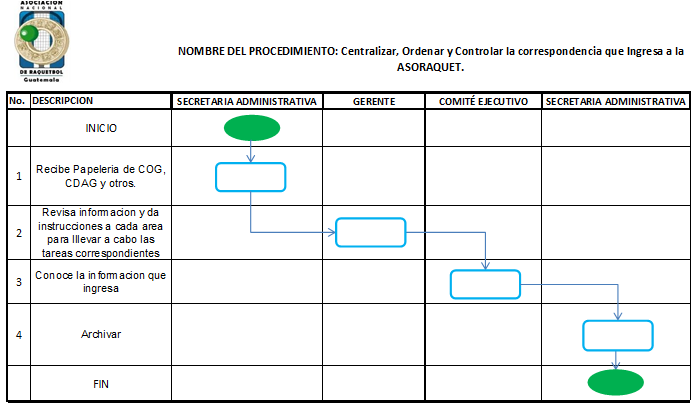 ASOCIACION
NACIONAL
DE RAQUETBOL
Guatemala
NOMBRE DEL PROCEDIMIENTO: Centralizar, Ordenar y Controlar la correspondencia que Ingresa a la
ASORAQUET.
No. DESCRIPCION SECRETARIA ADMINISTRATIVA GERENTE COMITÉ EJECUTIVO SECRETARIA ADMINISTRATIVA
INICIO
1 Recibe Papeleria de COG,
CDAG y otros.
2 Revisa informacion y da
instrucciones a cada area
para lllevar a cabo las
tareas correspondientes
3 Conoce la informacion que
ingresa
4 Archivar
FIN